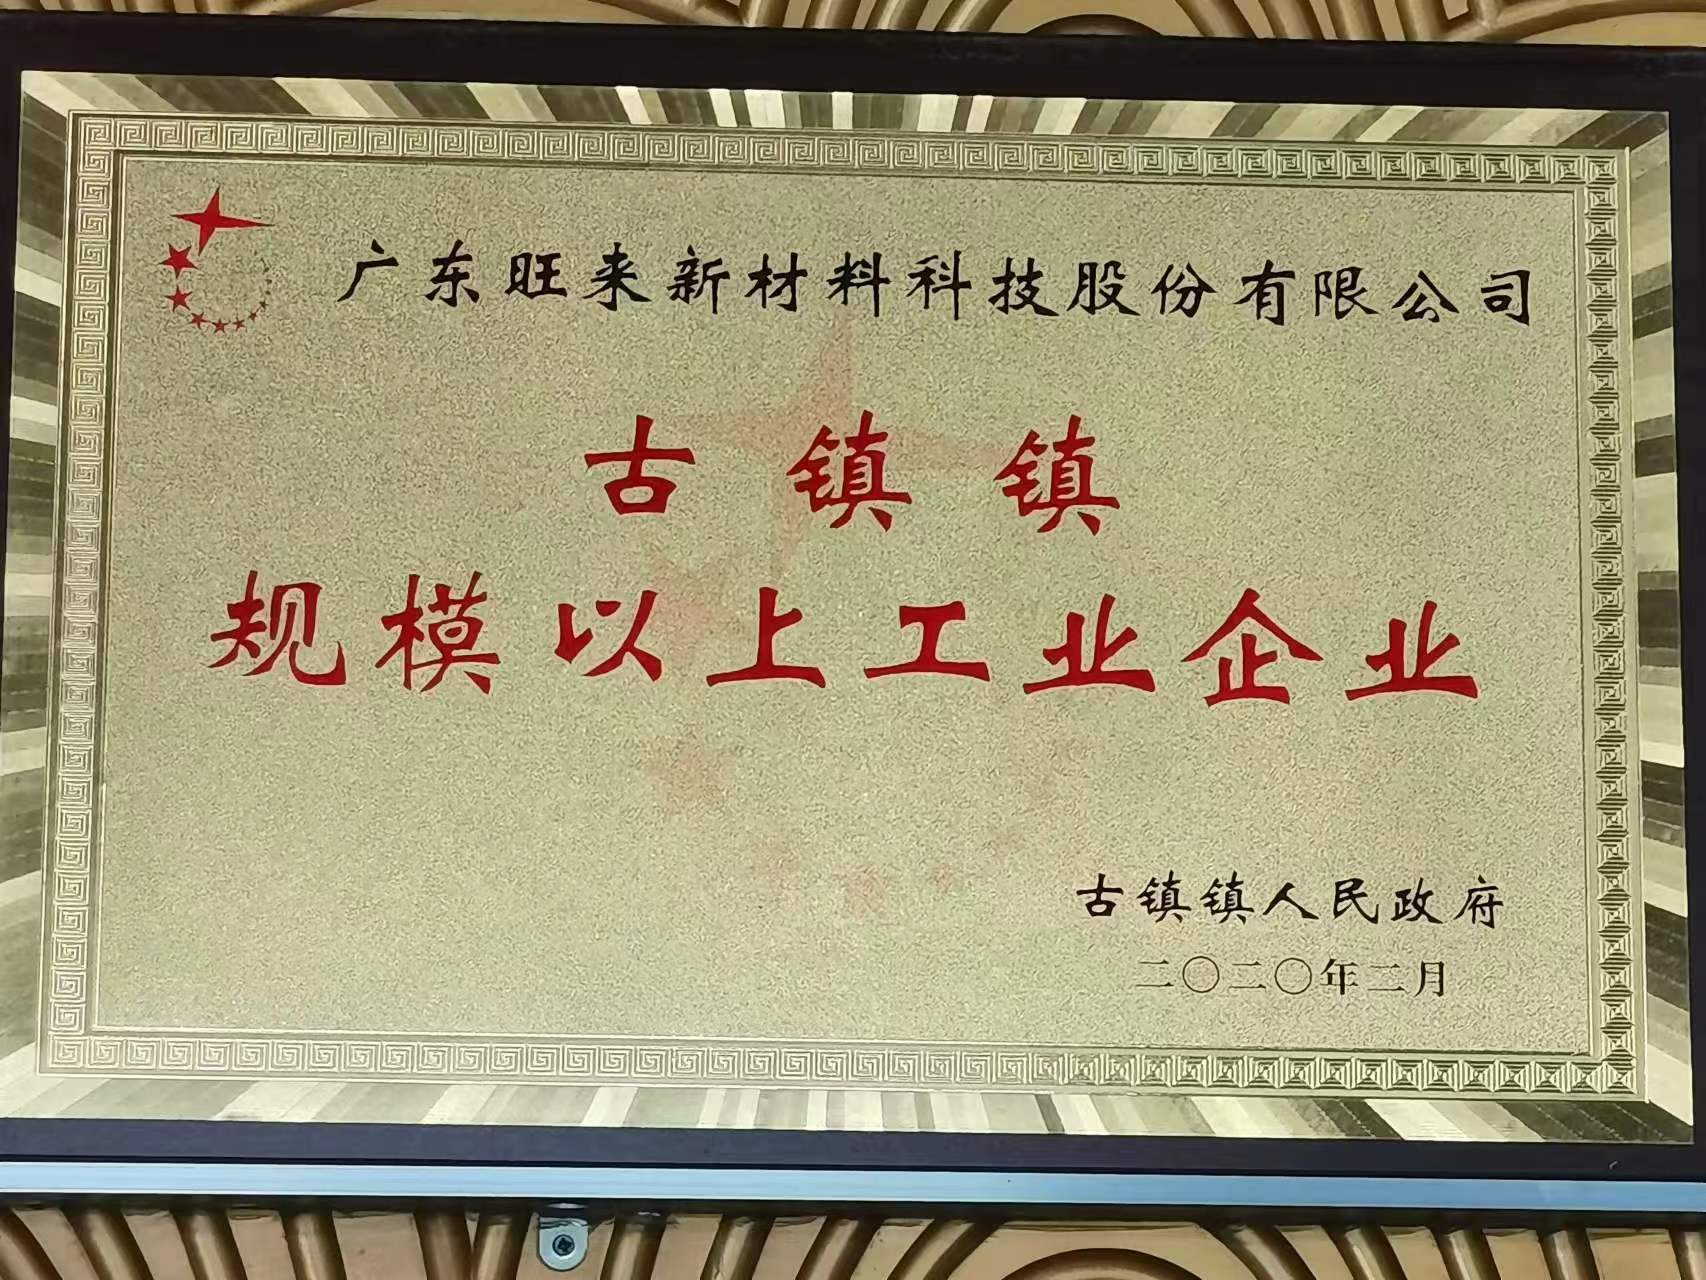 广东旺来新材料科技股份有限公司
古镇镇
规模以上工业企业
古镇镇人民政府
二〇二〇年二月